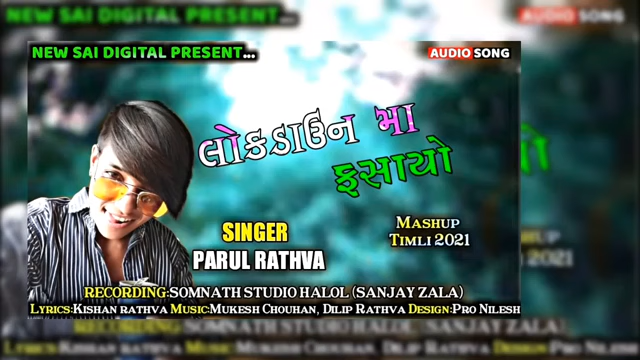 NEW SAI DIGITAL PRESENT...
AUDIO SONG
લોકડાઉન મા
ફસાયો
SINGER
PARUL RATHVA
MASHUP
TIMLI 2021
RECORDING:SOMNATH STUDIO HALOL (SANJAY ZALA)
LYRICS:KISHAN RATHVA MUSIC:MUKESH CHOUHAN, DILIP RATHVA DESIGN:PRO NILESH